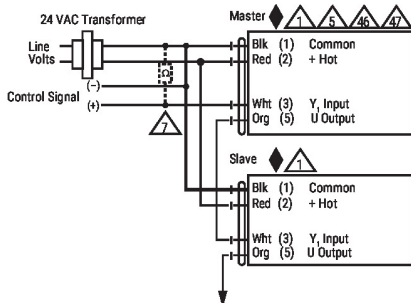 24 VAC Transformer
Master 1 5 46 47
Line
Volts
Blk (1) Common
Red (2) + Hot
(–)
Control Signal
(+)
Ω
Wht (3) Y1 Input
Org (5) U Output
7
Slave 1
Blk (1) Common
Red (2) + Hot
Wht (3) Y1 Input
Org (5) U Output